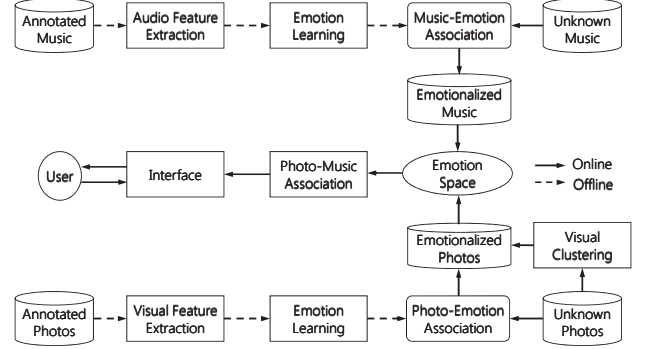 Annotated
Music
Audio Feature
Extraction
Emotion
Learning
Music-Emotion
Association
Unknown
Music
Emotionalized
Music
User
Interface
Photo-Music
Association
Emotion
Space
Online
Offline
Emotionalized
Photos
Visual
Clustering
Annotated
Photos
Visual Feature
Extraction
Emotion
Learning
Photo-Emotion
Association
Unknown
Photos